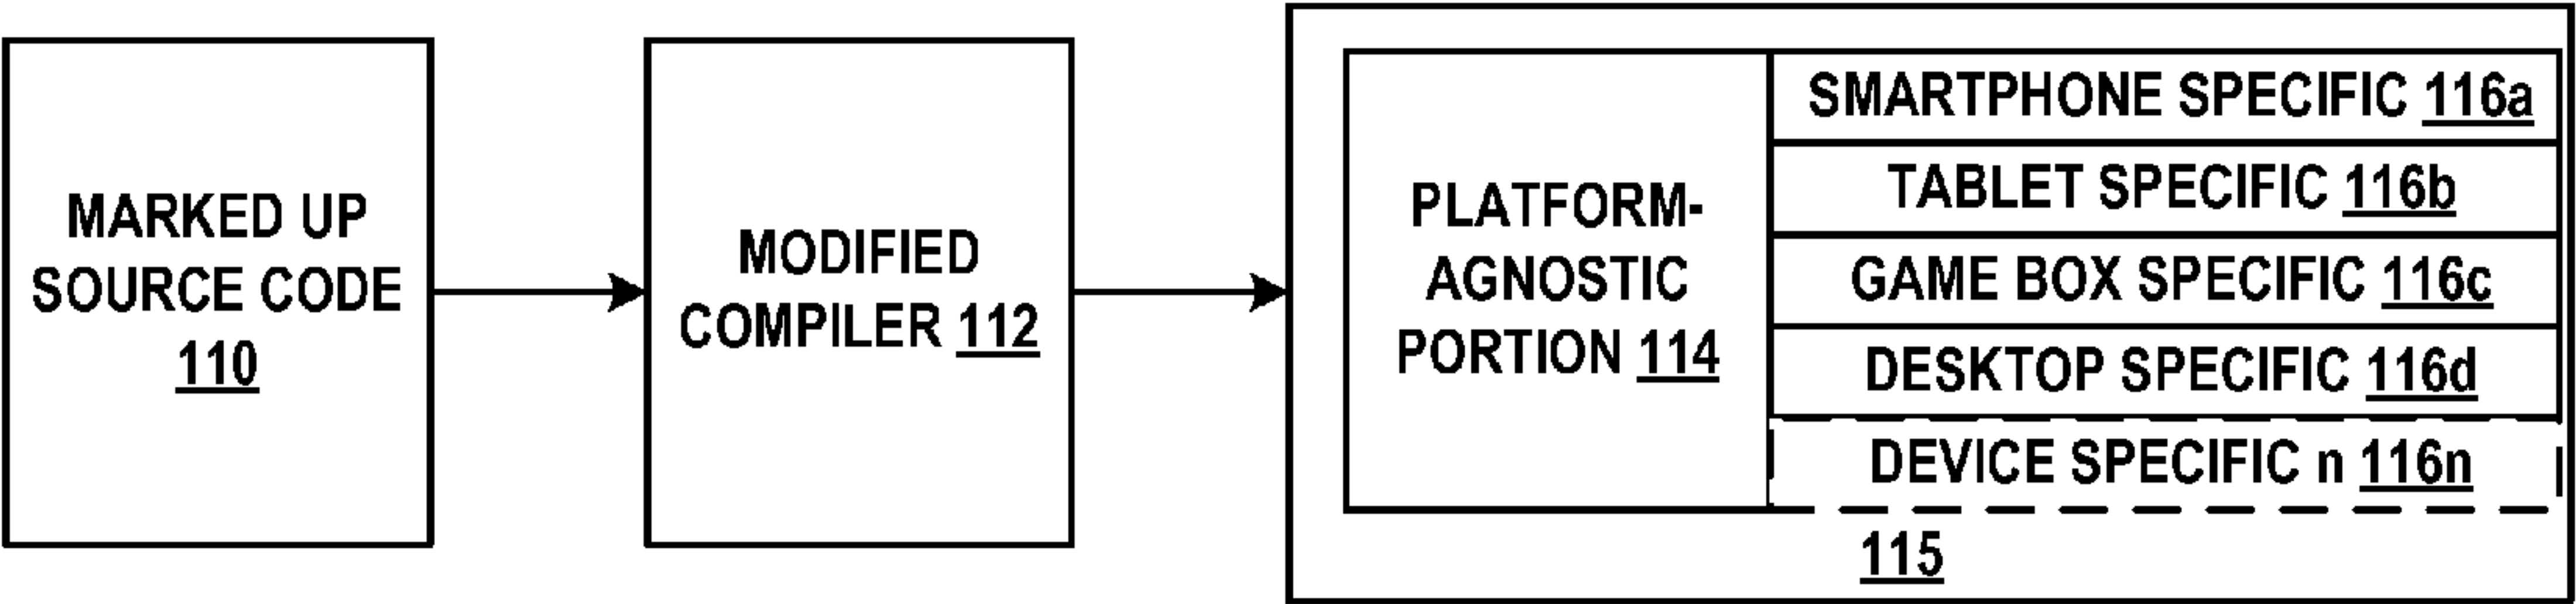 MARKED UP
SOURCE CODE
110
MODIFIED
COMPILER 112
PLATFORM-
AGNOSTIC
PORTION 114
SMARTPHONE SPECIFIC 116a
TABLET SPECIFIC 116b
GAME BOX SPECIFIC 116c
DESKTOP SPECIFIC 116d
DEVICE SPECIFIC n 116n
115